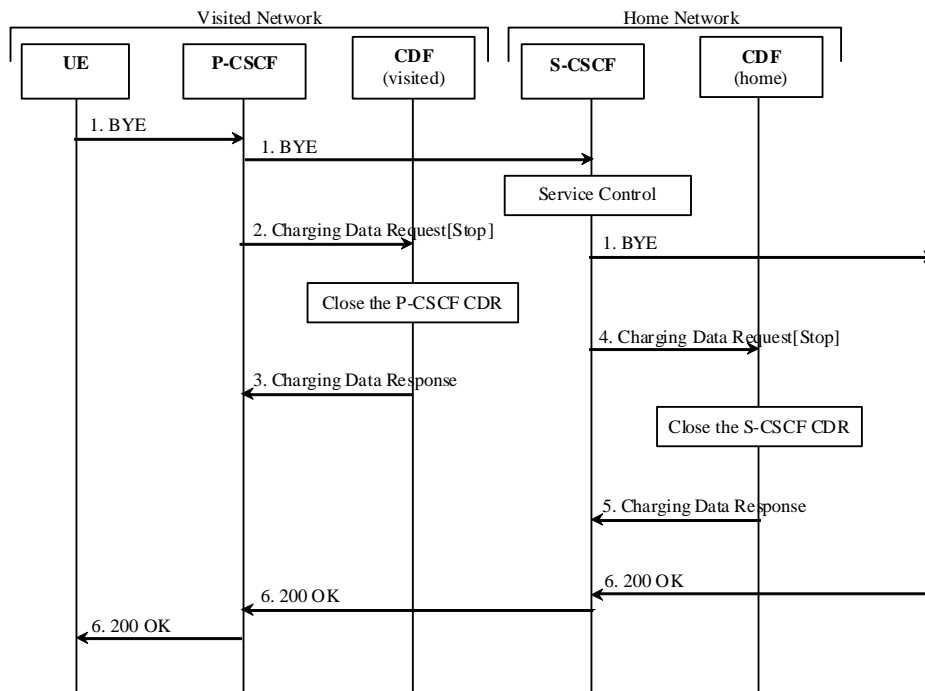 Visited Network
Home Network
UE
P-CSCF
CDF
(visited)
S-CSCF
CDF
(home)
1. BYE
1. BYE
Service Control
2. Charging Data Request[Stop]
1. BYE
Close the P-CSCF CDR
4. Charging Data Request[Stop]
3. Charging Data Response
Close the S-CSCF CDR
5. Charging Data Response
6. 200 OK
6. 200 OK
6. 200 OK